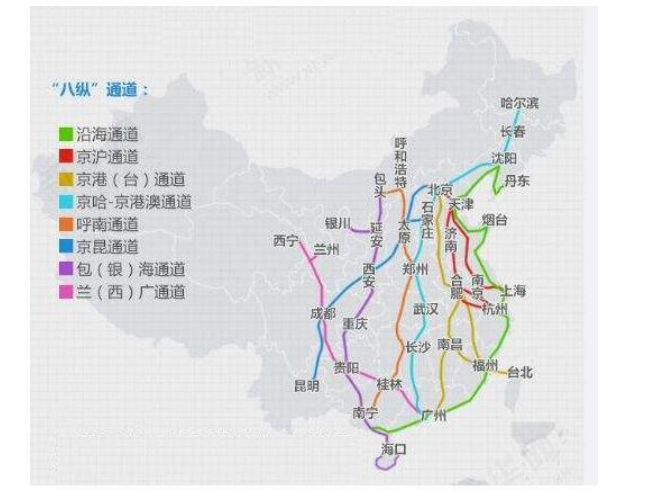 “八纵”通道：
沿海通道
京沪通道
京港（台）通道
京哈-京港澳通道
呼南通道
京昆通道
包（银）海通道
兰（西）广通道
哈尔滨
长春
沈阳
丹东
呼和浩特
包头
北京
天津
石家庄
烟台
银川
延安
太原
济南
西宁
兰州
西安
郑州
合肥
南京
上海
杭州
成都
重庆
武汉
长沙
南昌
贵阳
福州
台北
昆明
桂林
南宁
广州
海口